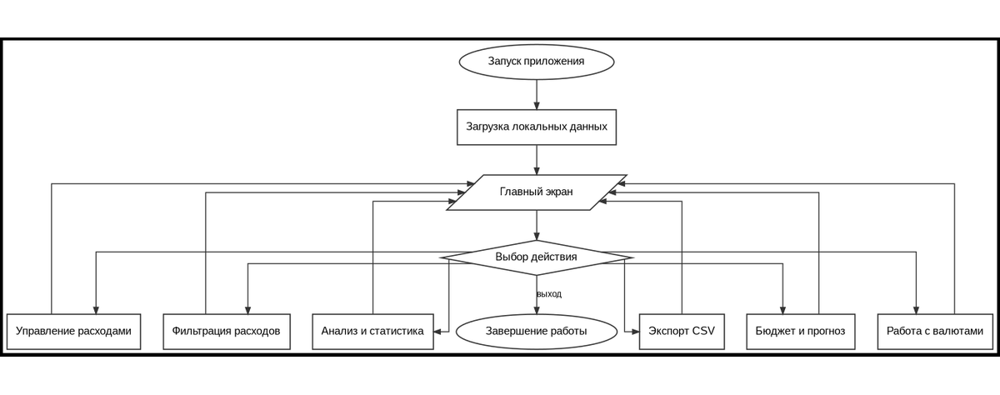 Запуск приложения
Загрузка локальных данных
Главный экран
Выбор действия
выход
Управление расходами
Фильтрация расходов
Анализ и статистика
Завершение работы
Экспорт CSV
Бюджет и прогноз
Работа с валютами